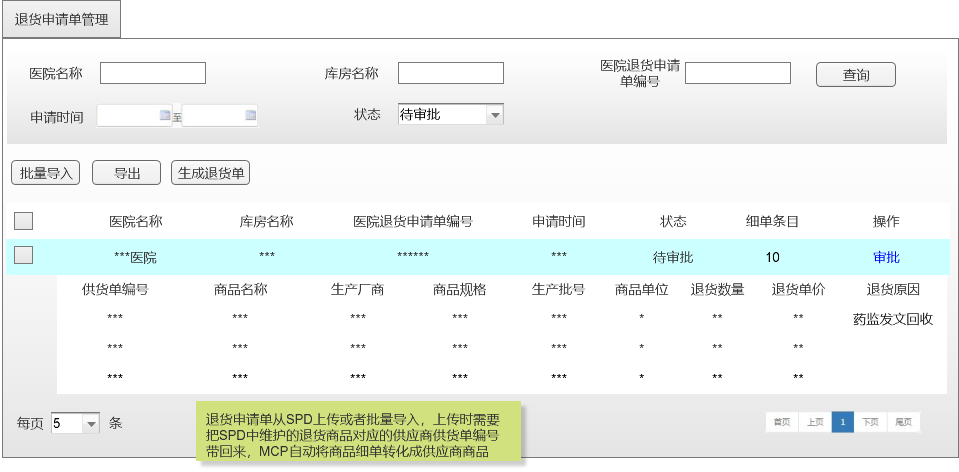 退货申请单管理
医院名称 库房名称 医院退货申请单编号 查询
申请时间 至 状态 待审批
批量导入 导出 生成退货单
医院名称 库房名称 医院退货申请单编号 申请时间 状态 细单条目 操作
***医院 *** ****** *** 待审批 10 审批
供货单编号 商品名称 生产厂商 商品规格 生产批号 商品单位 退货数量 退货单价 退货原因
*** *** *** *** *** * ** ** 药监发文回收
*** *** *** *** *** * ** **
*** *** *** *** *** * ** **
每页 5 条 首页 上页 1 下页 尾页
退货申请单从SPD上传或者批量导入，上传时需要
把SPD中维护的退货商品对应的供应商供货单编号
带回来，MCP自动将商品细单转化成供应商商品